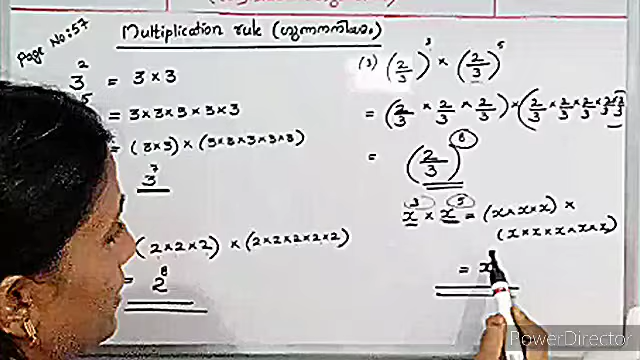 Page No: 57
Multiplication rule (ഗുണനനിയമം)
3² = 3 × 3
= 3×3×3×3×3
= (3×3) × (3×3×3×3×3)
3⁷
(2×2×2) × (2×2×2×2×2)
= 2⁸
(3) (2/3)³ × (2/3)⁵
= (2/3 × 2/3 × 2/3) × (2/3 × 2/3 × 2/3 × 2/3 × 2/3)
= (2/3)⁸
x³ × x⁵ = (x×x×x) ×
(x×x×x×x×x)
= x
PowerDirector